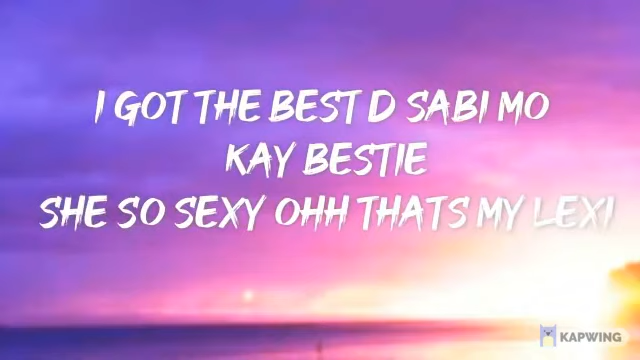 I GOT THE BEST D SABI MO
KAY BESTIE
SHE SO SEXY OHH THATS MY LEXI
KAPWING